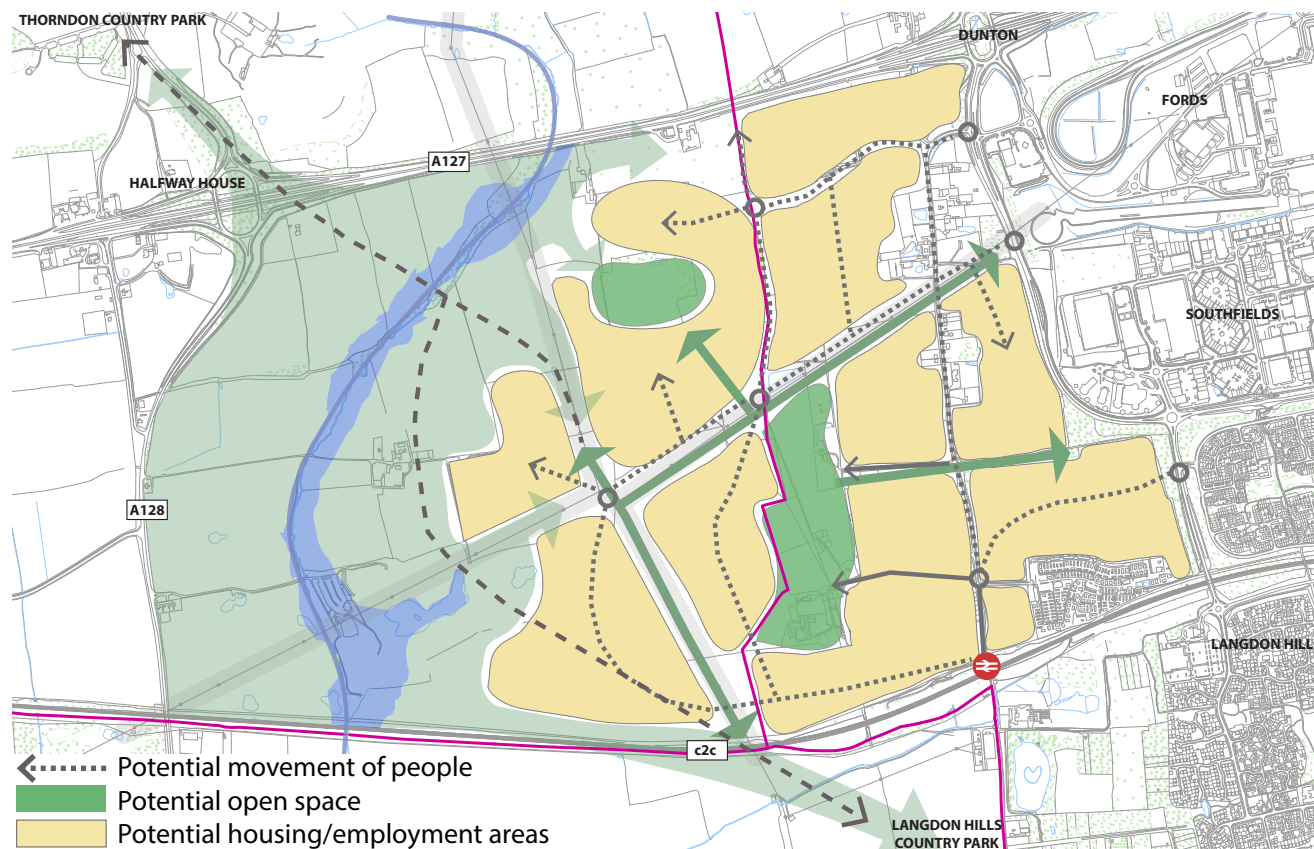 THORNDON COUNTRY PARK
DUNTON
FORDS
A127
HALFWAY HOUSE
SOUTHFIELDS
A128
LANGDON HILL
c2c
Potential movement of people
Potential open space
Potential housing/employment areas
LANGDON HILLS
COUNTRY PARK